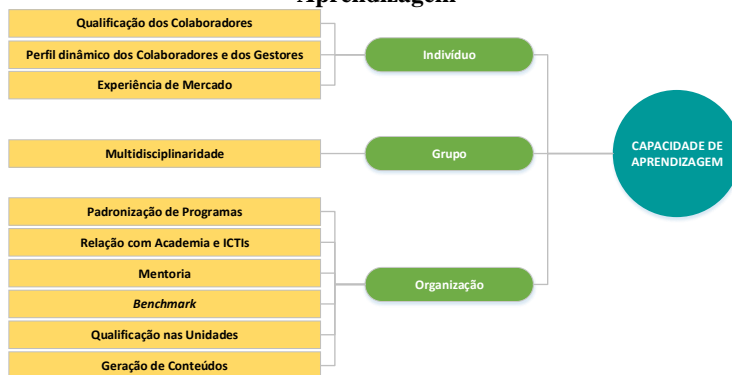 Aprendizagem
Qualificação dos Colaboradores
Perfil dinâmico dos Colaboradores e dos Gestores
Experiência de Mercado
Indivíduo
Multidisciplinaridade
Grupo
CAPACIDADE DE
APRENDIZAGEM
Padronização de Programas
Relação com Academia e ICTIs
Mentoria
Benchmark
Qualificação nas Unidades
Geração de Conteúdos
Organização